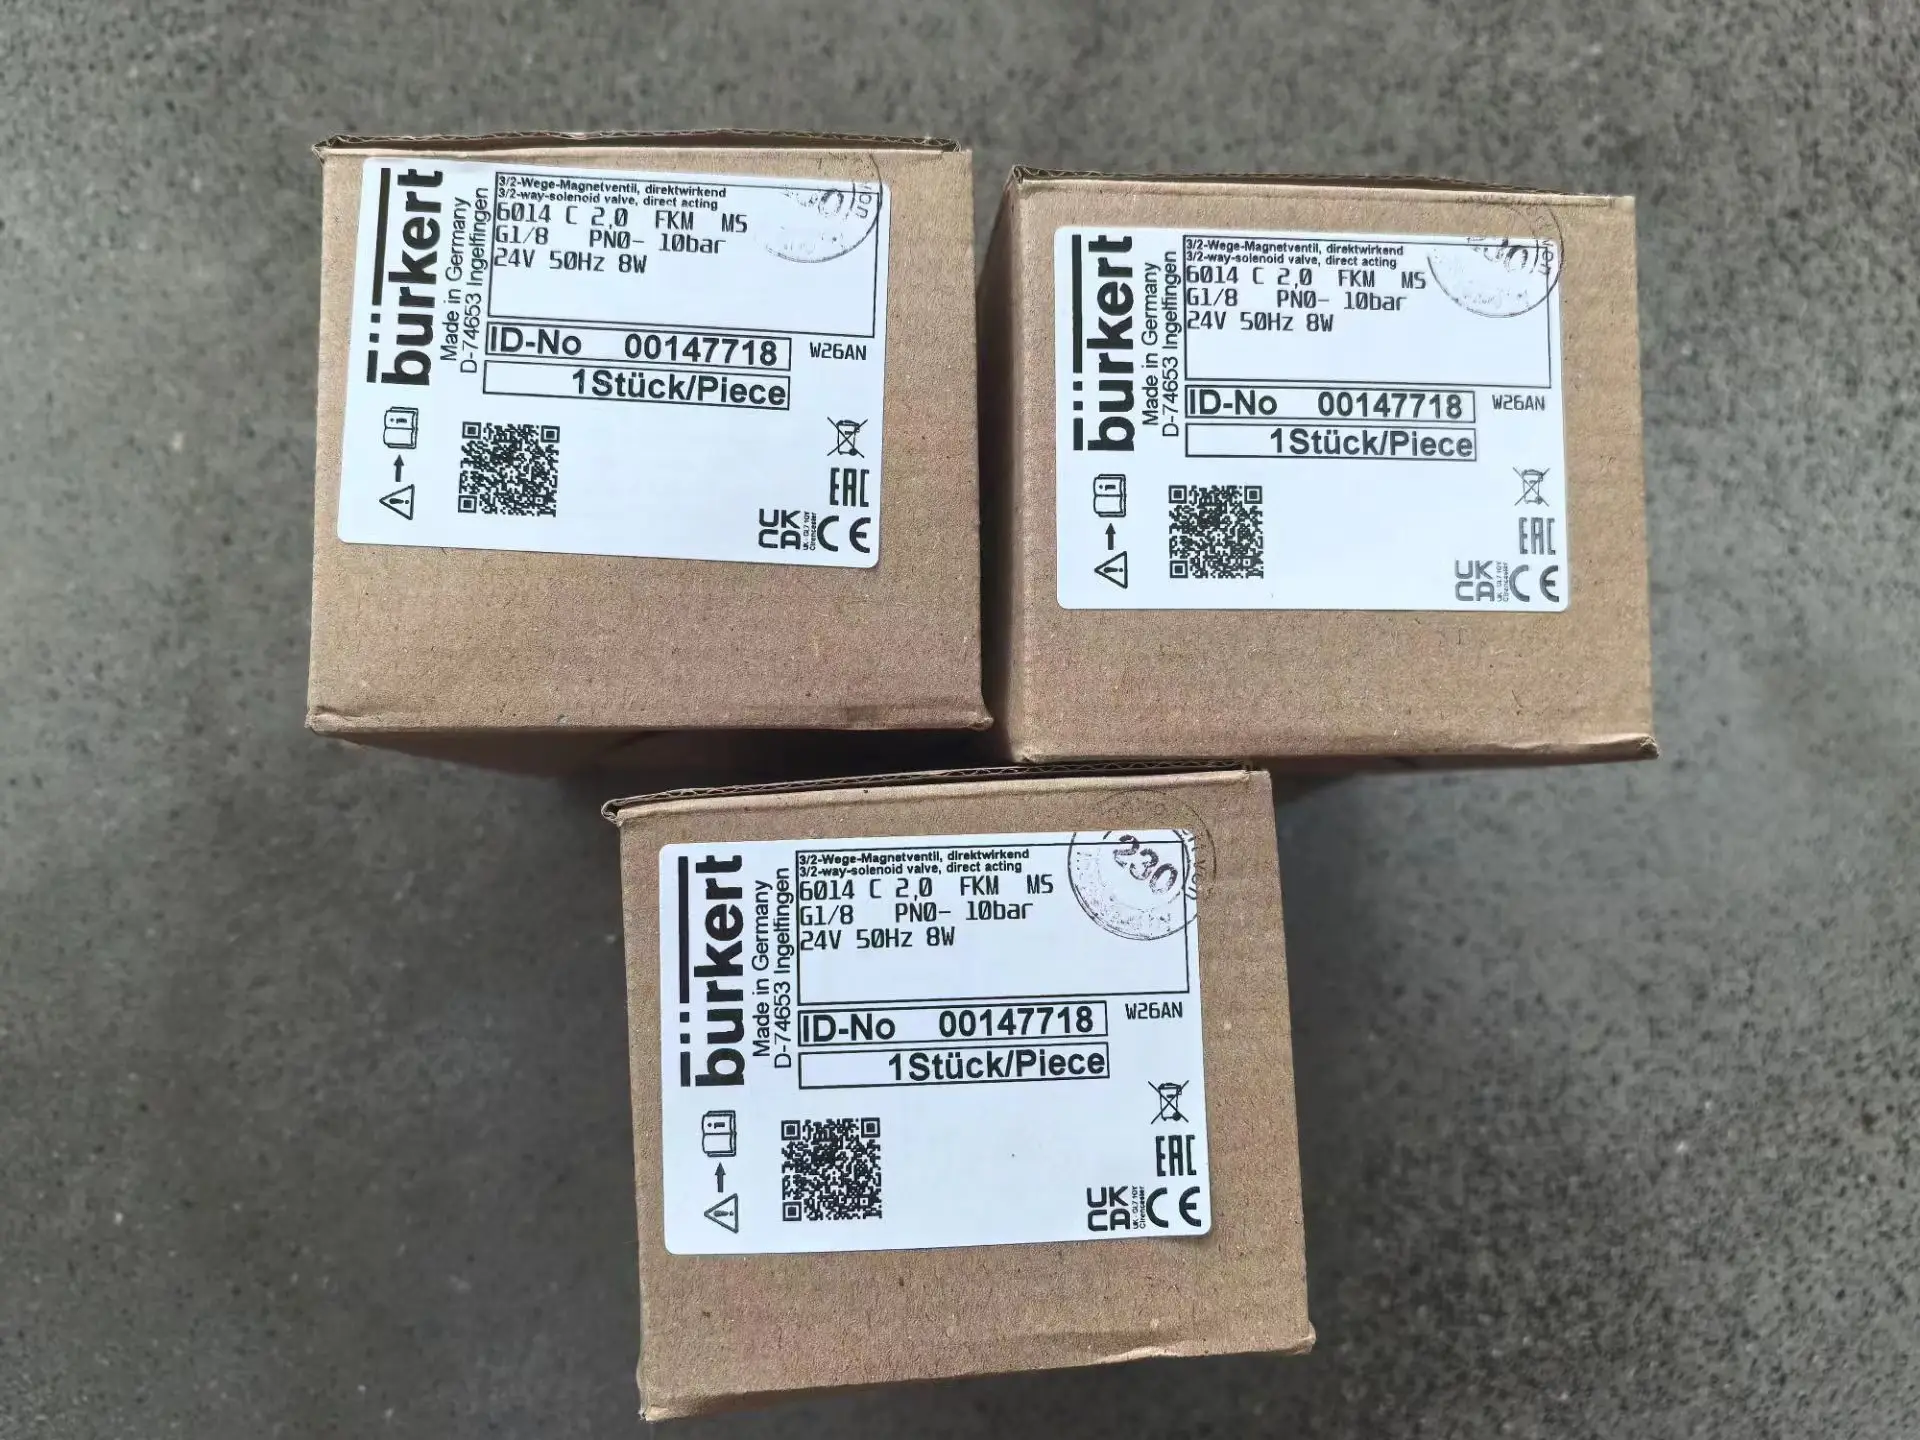 bürkert
Made in Germany
D-74653 Ingelfingen
3/2-Wege-Magnetventil, direktwirkend
3/2-way-solenoid valve, direct acting
6014 C 2,0 FKM MS
G1/8 PN0- 10bar
24V 50Hz 8W
ID-No 00147718 W26AN
1Stück/Piece
EAC
UK
CA
CE
bürkert
Made in Germany
D-74653 Ingelfingen
3/2-Wege-Magnetventil, direktwirkend
3/2-way-solenoid valve, direct acting
6014 C 2,0 FKM MS
G1/8 PN0- 10bar
24V 50Hz 8W
ID-No 00147718 W26AN
1Stück/Piece
EAC
UK
CA
CE
bürkert
Made in Germany
D-74653 Ingelfingen
3/2-Wege-Magnetventil, direktwirkend
3/2-way-solenoid valve, direct acting
6014 C 2,0 FKM MS
G1/8 PN0- 10bar
24V 50Hz 8W
230
ID-No 00147718 W26AN
1Stück/Piece
EAC
UK
CA
UK - GL7 1QY
Cirencester
CE